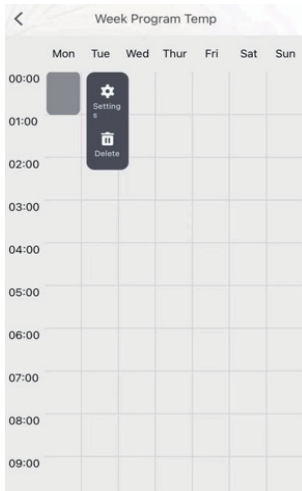 Week Program Temp
Mon Tue Wed Thur Fri Sat Sun
00:00
Setting
s
01:00
Delete
02:00
03:00
04:00
05:00
06:00
07:00
08:00
09:00